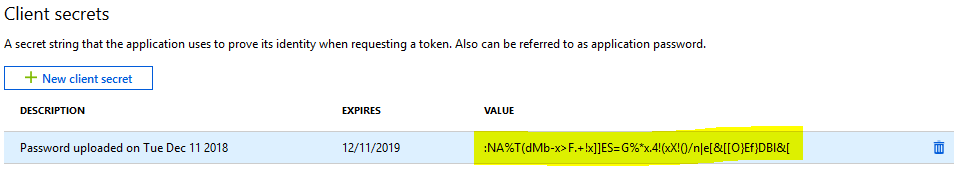 Client secrets
A secret string that the application uses to prove its identity when requesting a token. Also can be referred to as application password.
+ New client secret
DESCRIPTION EXPIRES VALUE
Password uploaded on Tue Dec 11 2018 12/11/2019 :NA%T(dMb-x>F.+!x]]ES=G%*x.4!(xX!()/n|e[&[[O}Ef}DBI&[